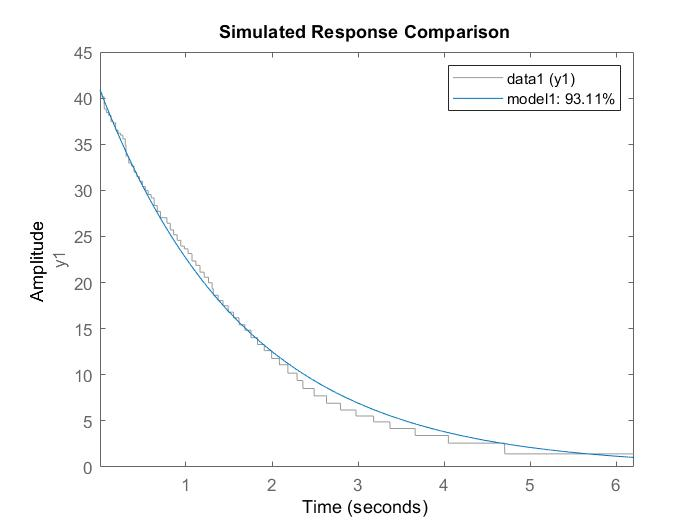 Simulated Response Comparison
45
40
35
30
25
20
15
10
5
0
Amplitude
y1
data1 (y1)
model1: 93.11%
1 2 3 4 5 6
Time (seconds)